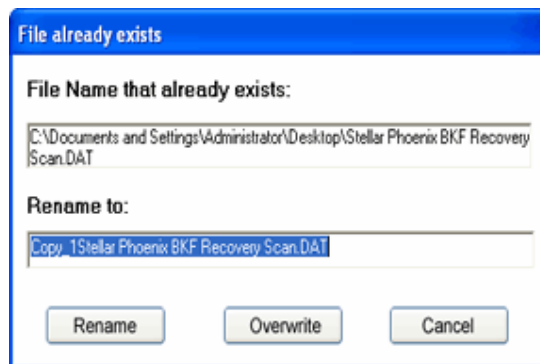 File already exists
File Name that already exists:
C:\Documents and Settings\Administrator\Desktop\Stellar Phoenix BKF Recovery
Scan.DAT
Rename to:
Copy_1Stellar Phoenix BKF Recovery Scan.DAT
Rename Overwrite Cancel